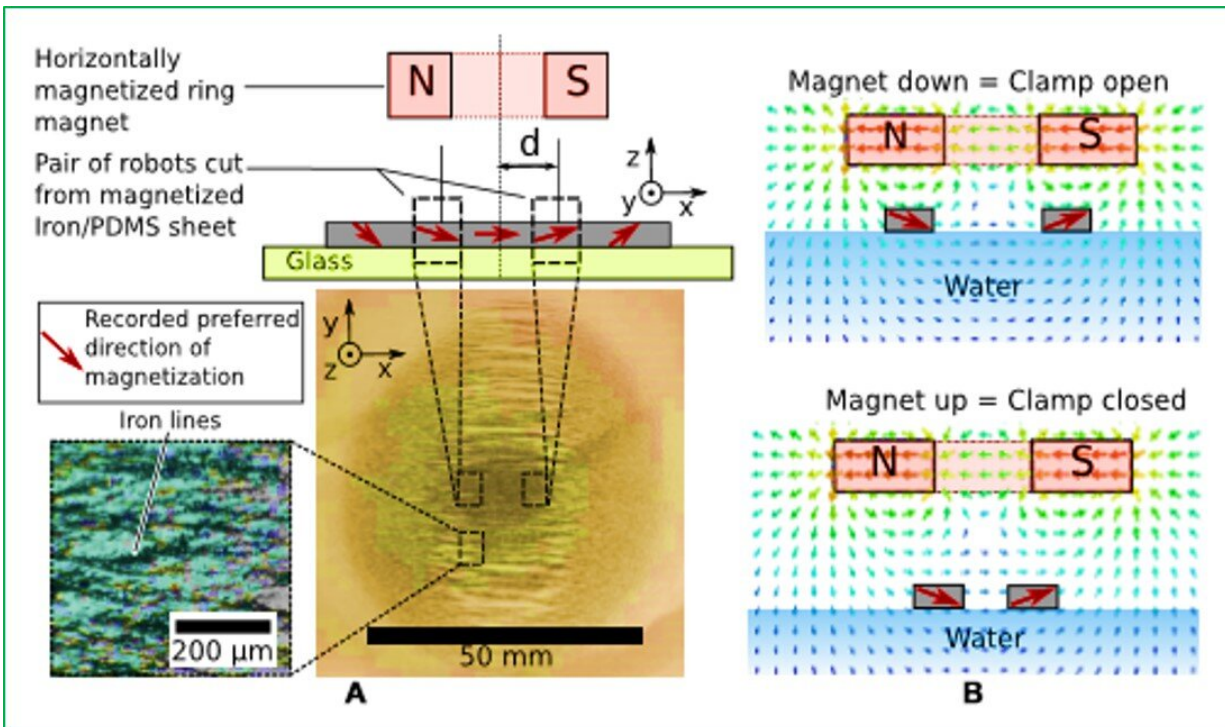 Horizontally
magnetized ring
magnet
N
S
d
Pair of robots cut
from magnetized
Iron/PDMS sheet
z
y
x
Glass
Recorded preferred
direction of
magnetization
Iron lines
200 μm
y
z
x
50 mm
A
Magnet down = Clamp open
N
S
Water
Magnet up = Clamp closed
N
S
Water
B